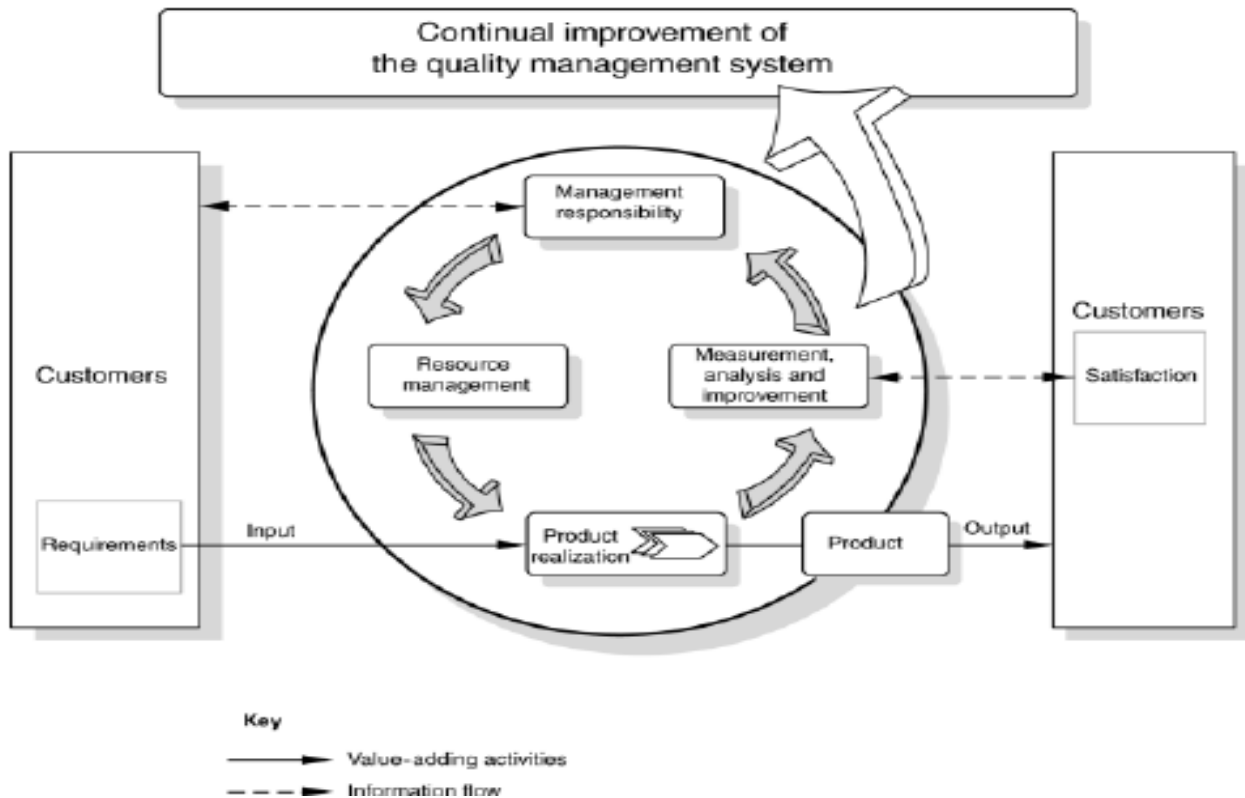 Continual improvement of
the quality management system
Management
responsibility
Customers
Resource
management
Measurement,
analysis and
improvement
Customers
Satisfaction
Requirements
Input
Product
realization
Product
Output
Key
Value-adding activities
Information flow